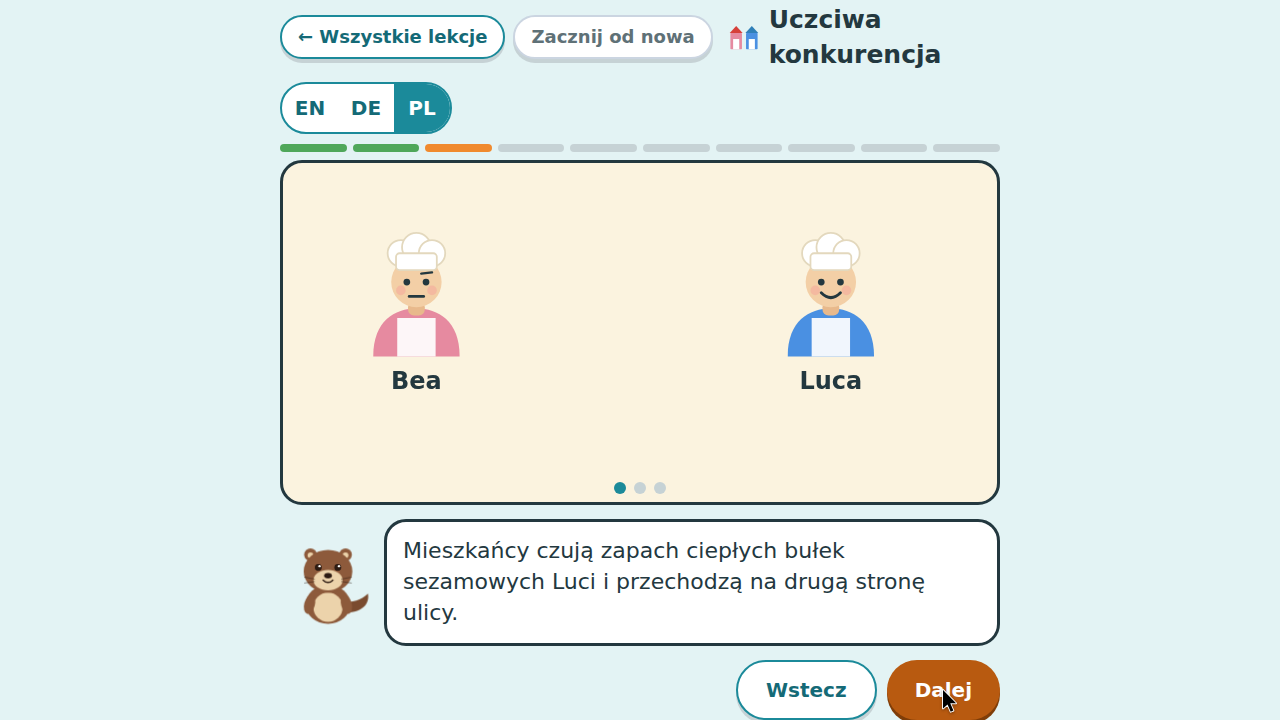 ← Wszystkie lekcje
Zacznij od nowa
Uczciwa
konkurencja
EN DE PL
Bea
Luca
Mieszkańcy czują zapach ciepłych bułek
sezamowych Luci i przechodzą na drugą stronę
ulicy.
Wstecz
Dalej